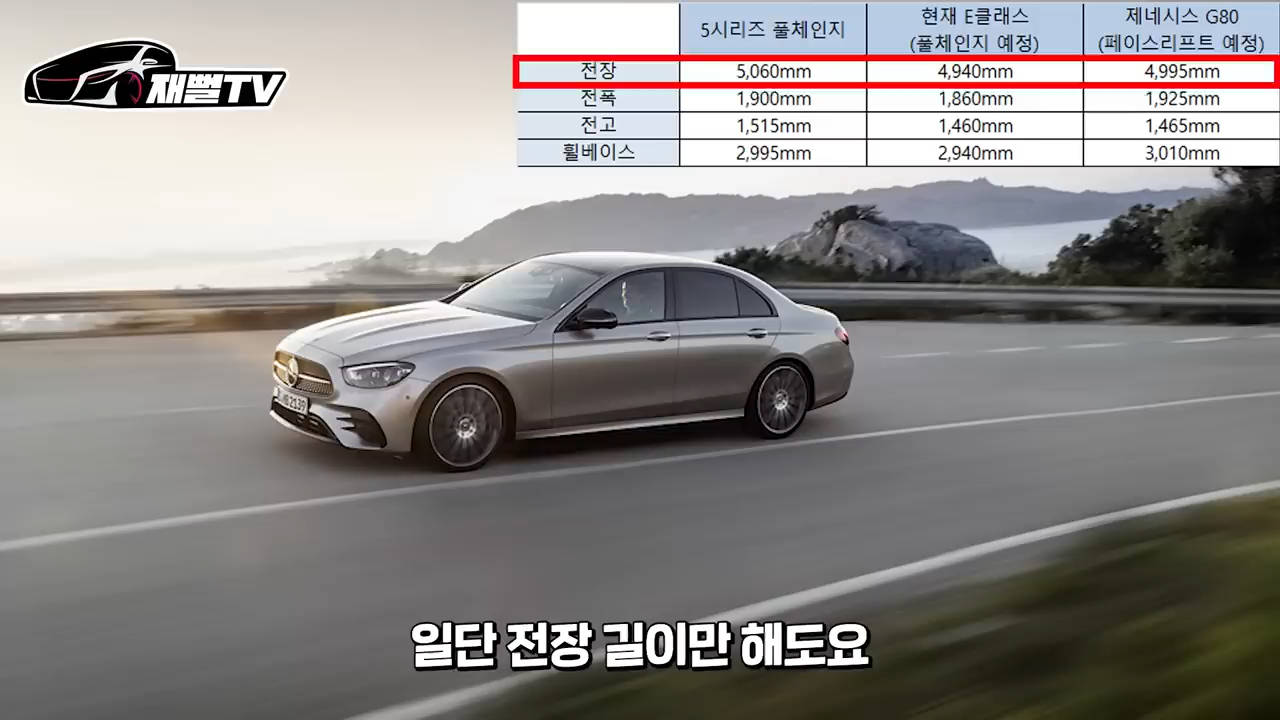 재뻘TV
5시리즈 풀체인지 현재 E클래스 (풀체인지 예정) 제네시스 G80 (페이스리프트 예정)
전장 5,060mm 4,940mm 4,995mm
전폭 1,900mm 1,860mm 1,925mm
전고 1,515mm 1,460mm 1,465mm
휠베이스 2,995mm 2,940mm 3,010mm
일단 전장 길이만 해도요